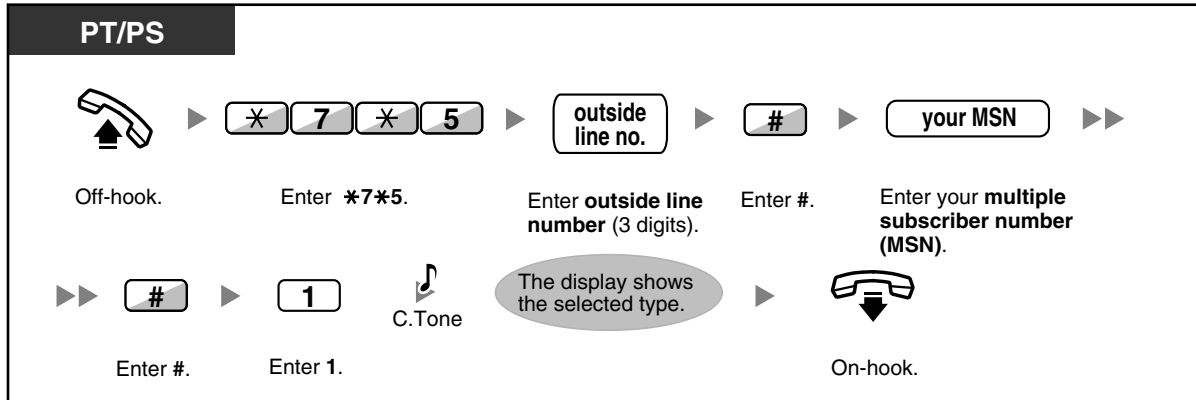 PT/PS
✳ 7 ✳ 5
outside
line no.
#
your MSN
Off-hook.
Enter ✳7✳5.
Enter outside line
number (3 digits).
Enter #.
Enter your multiple
subscriber number
(MSN).
#
1
C.Tone
The display shows
the selected type.
Enter #.
Enter 1.
On-hook.